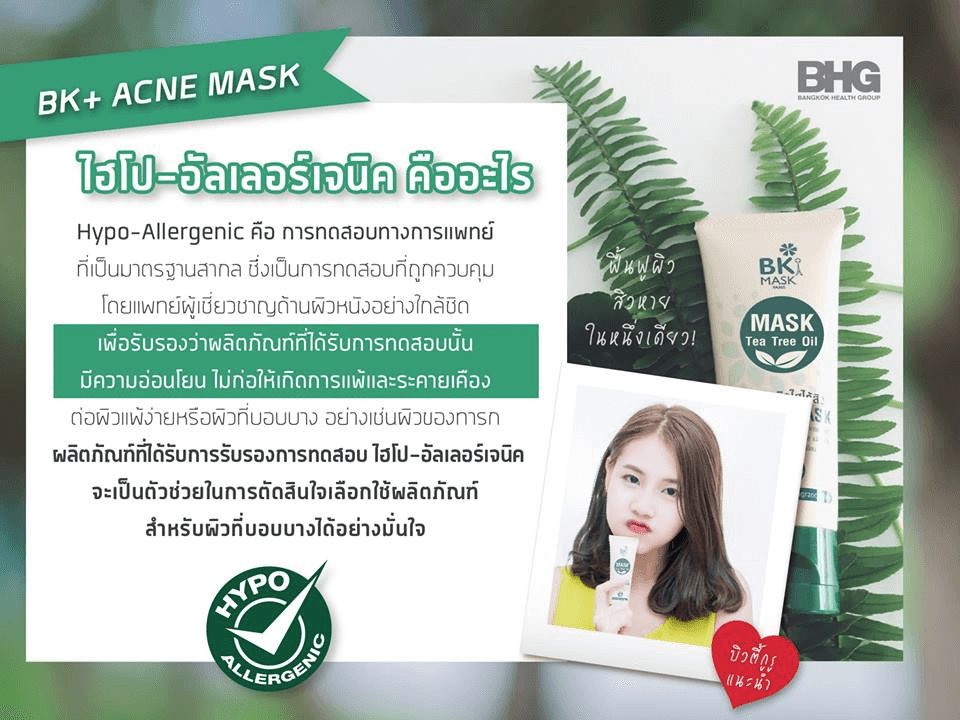 BK+ ACNE MASK
BHG
BANGKOK HEALTH GROUP
ไฮโป-อัลเลอร์เจนิค คืออะไร
Hypo-Allergenic คือ การทดสอบทางการแพทย์
ที่เป็นมาตรฐานสากล ซึ่งเป็นการทดสอบที่ถูกควบคุม
โดยแพทย์ผู้เชี่ยวชาญด้านผิวหนังอย่างใกล้ชิด
เพื่อรับรองว่าผลิตภัณฑ์ที่ได้รับการทดสอบนั้น
มีความอ่อนโยน ไม่ก่อให้เกิดการแพ้และระคายเคือง
ต่อผิวแพ้ง่ายหรือผิวที่บอบบาง อย่างเช่นผิวของทารก
ผลิตภัณฑ์ที่ได้รับการรับรองการทดสอบ ไฮโป-อัลเลอร์เจนิค
จะเป็นตัวช่วยในการตัดสินใจเลือกใช้ผลิตภัณฑ์
สำหรับผิวที่บอบบางได้อย่างมั่นใจ
HYPO
ALLERGENIC
ฟื้นฟูผิว
สิวหาย
ในหนึ่งเดียว!
BK
MASK
MASK
Tea Tree Oil
MASK
บิวตี้กูรู
แนะนำ